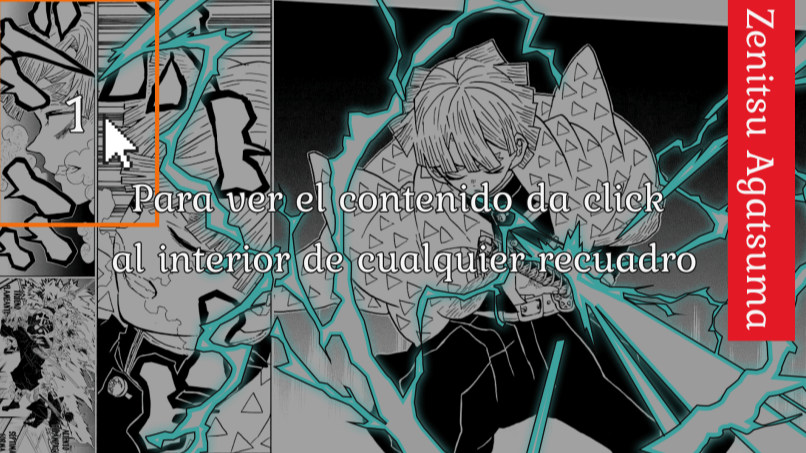 1
Para ver el contenido da click
al interior de cualquier recuadro
Zenitsu Agatsuma